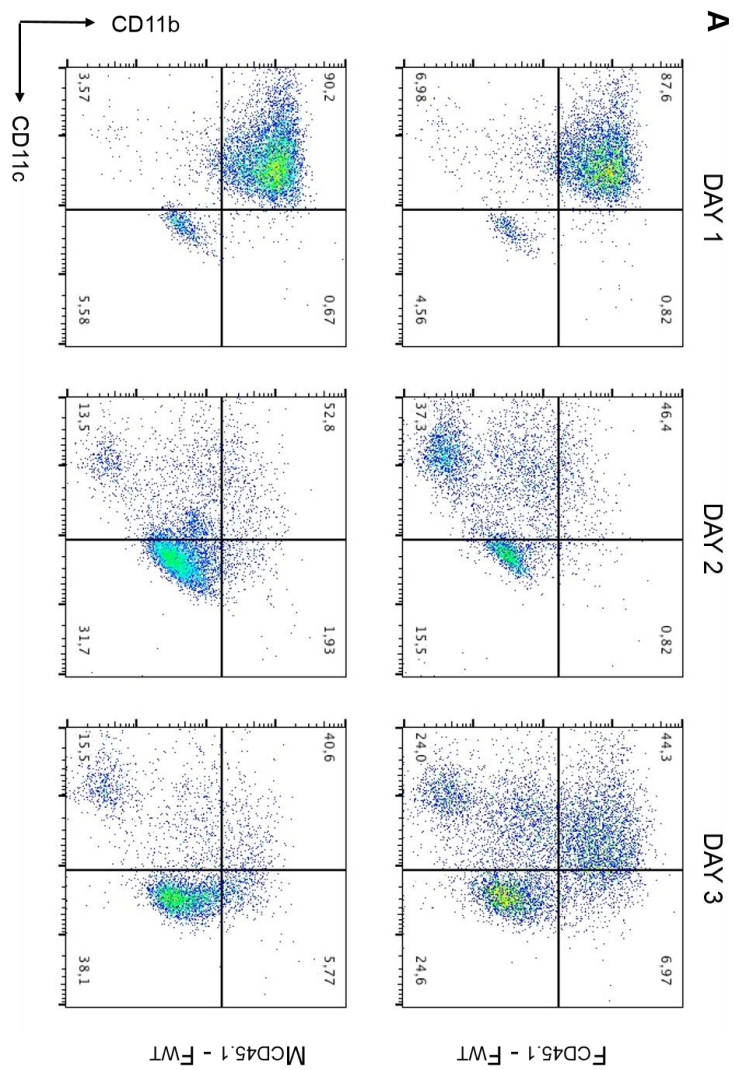 A
DAY 1 DAY 2 DAY 3
87,6 0,82 46,4 0,82 44,3 6,97
FCD45.1 - FWT
6,98 4,56 37,3 15,5 24,0 24,6
90,2 0,67 52,8 1,93 40,6 5,77
MCD45.1 - FWT
3,57 5,58 13,5 31,7 15,5 38,1
CD11b
CD11c